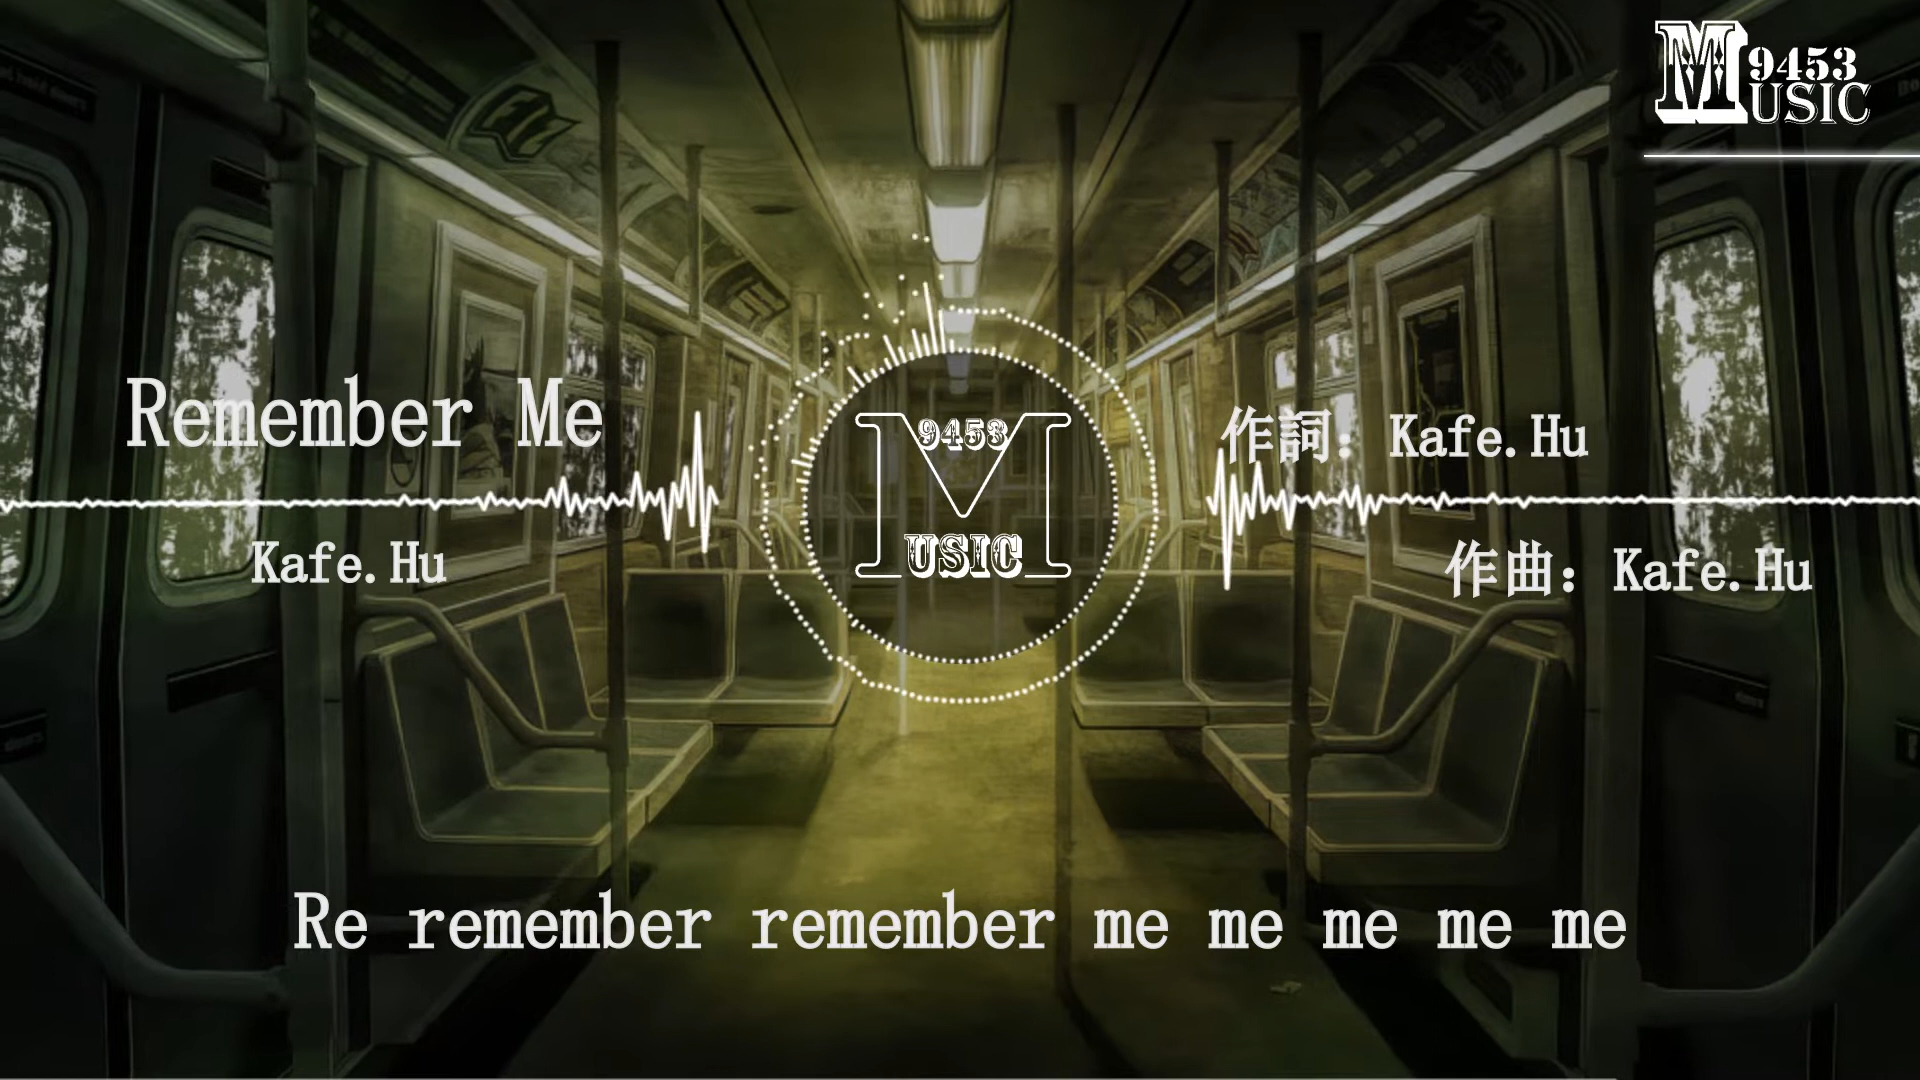 9453
MUSIC
Remember Me
Kafe.Hu
9453
M
USIC
作詞：Kafe.Hu
作曲：Kafe.Hu
Re remember remember me me me me me